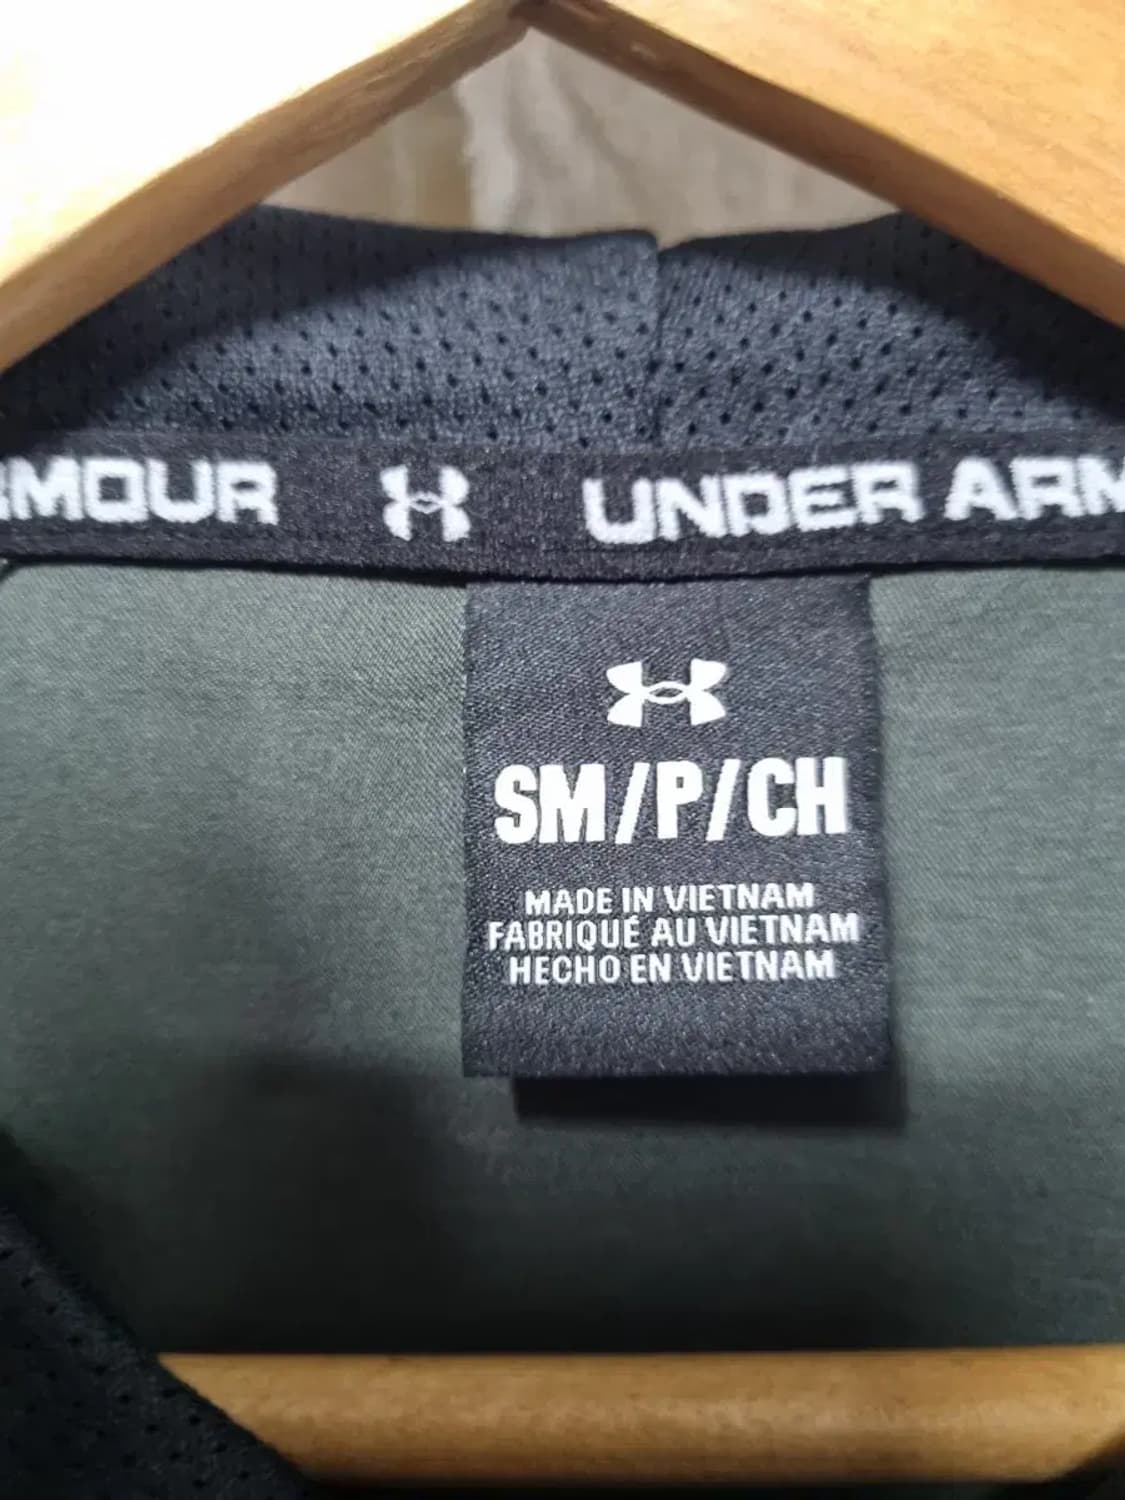 RMOUR UNDER ARM
SM/P/CH
MADE IN VIETNAM
FABRIQUÉ AU VIETNAM
HECHO EN VIETNAM